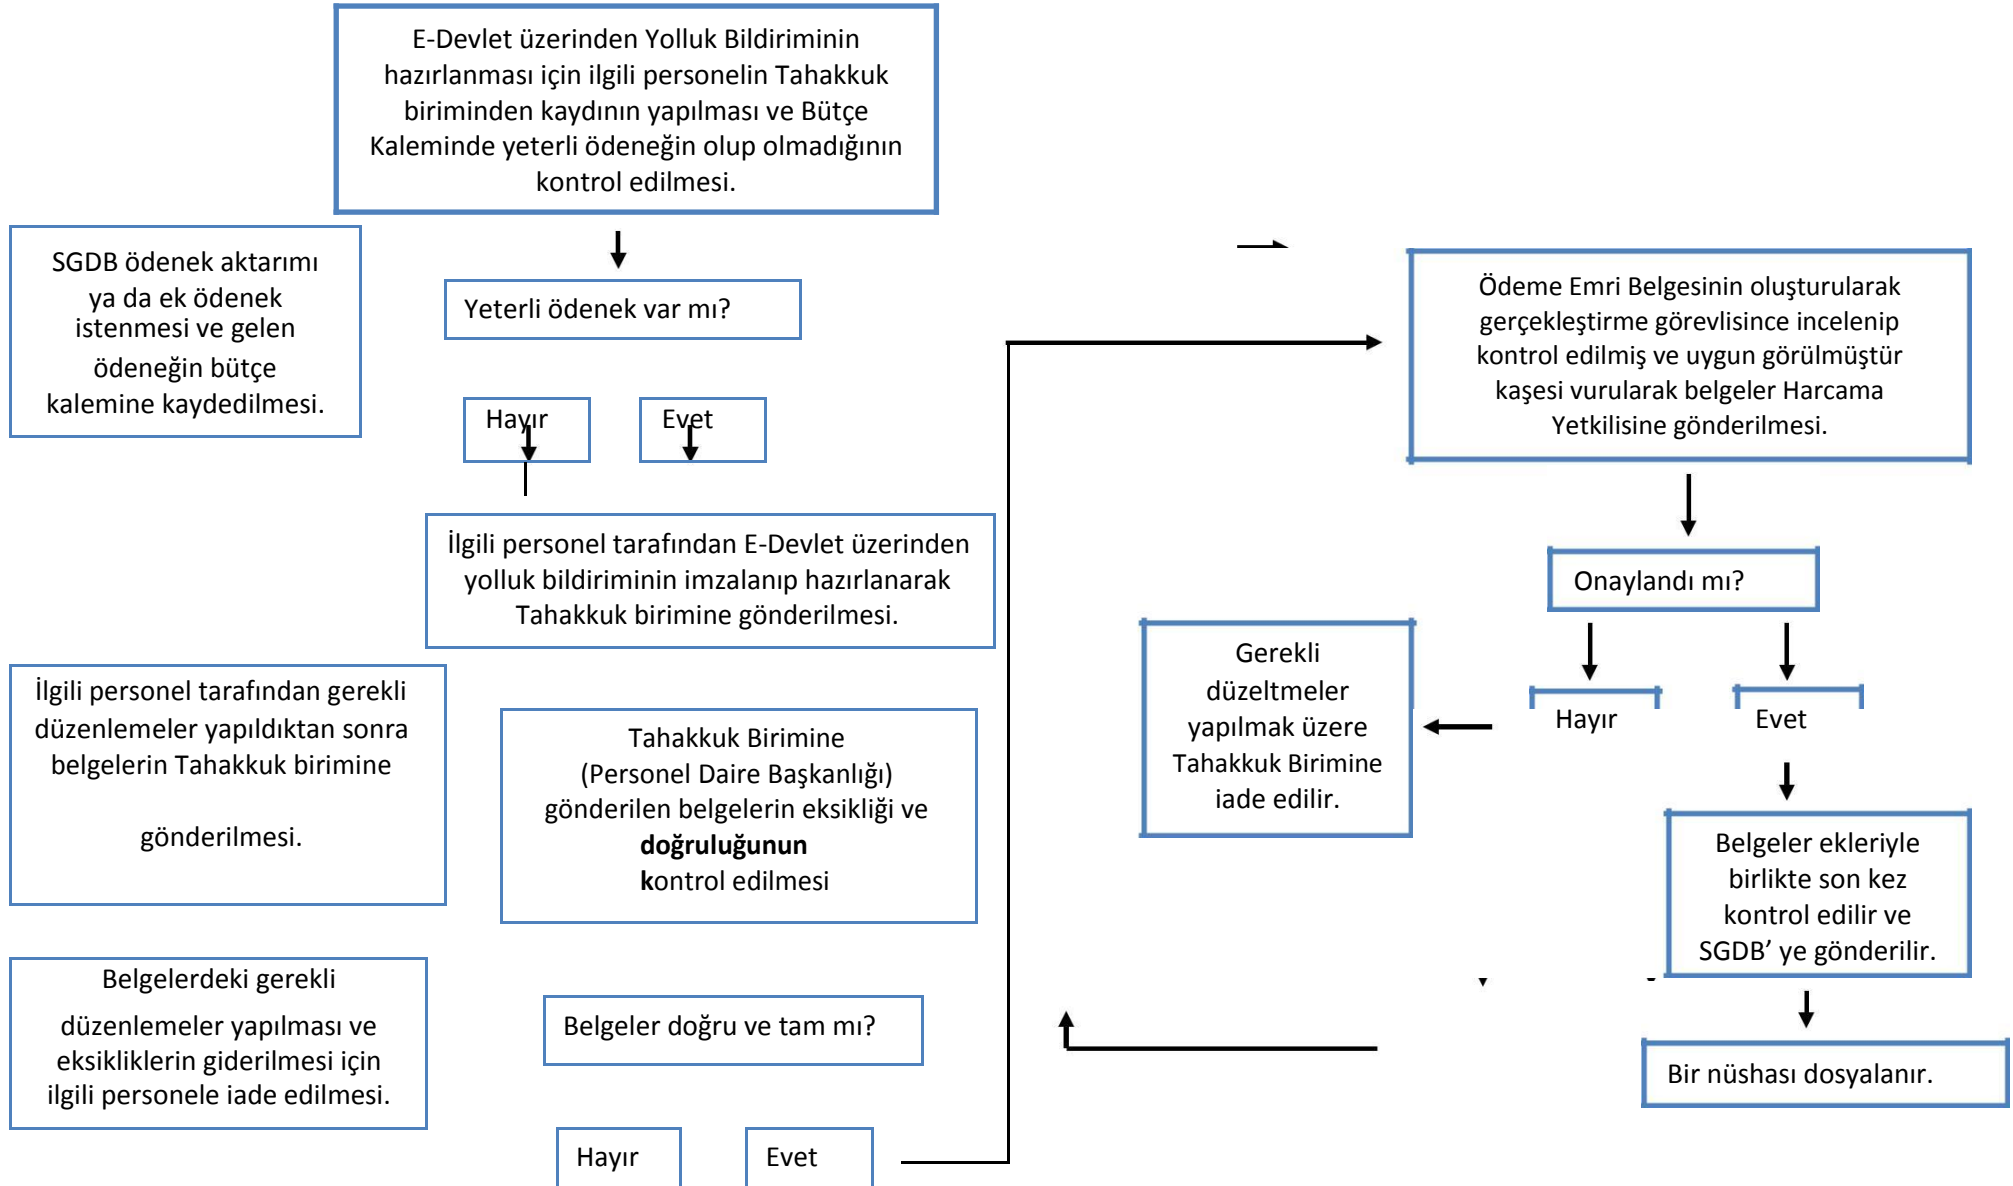 E-Devlet üzerinden Yolluk Bildiriminin
hazırlanması için ilgili personelin Tahakkuk
biriminden kaydının yapılması ve Bütçe
Kaleminde yeterli ödeneğin olup olmadığının
kontrol edilmesi.
SGDB ödenek aktarımı
ya da ek ödenek
istenmesi ve gelen
ödeneğin bütçe
kalemine kaydedilmesi.
Yeterli ödenek var mı?
Hayır
Evet
İlgili personel tarafından E-Devlet üzerinden
yolluk bildiriminin imzalanıp hazırlanarak
Tahakkuk birimine gönderilmesi.
İlgili personel tarafından gerekli
düzenlemeler yapıldıktan sonra
belgelerin Tahakkuk birimine
gönderilmesi.
Tahakkuk Birimine
(Personel Daire Başkanlığı)
gönderilen belgelerin eksikliği ve
doğruluğunun
kontrol edilmesi
Belgelerdeki gerekli
düzenlemeler yapılması ve
eksikliklerin giderilmesi için
ilgili personele iade edilmesi.
Belgeler doğru ve tam mı?
Hayır
Evet
Ödeme Emri Belgesinin oluşturularak
gerçekleştirme görevlisince incelenip
kontrol edilmiş ve uygun görülmüştür
kaşesi vurularak belgeler Harcama
Yetkilisine gönderilmesi.
Onaylandı mı?
Hayır
Evet
Gerekli
düzeltmeler
yapılmak üzere
Tahakkuk Birimine
iade edilir.
Belgeler ekleriyle
birlikte son kez
kontrol edilir ve
SGDB’ ye gönderilir.
Bir nüshası dosyalanır.